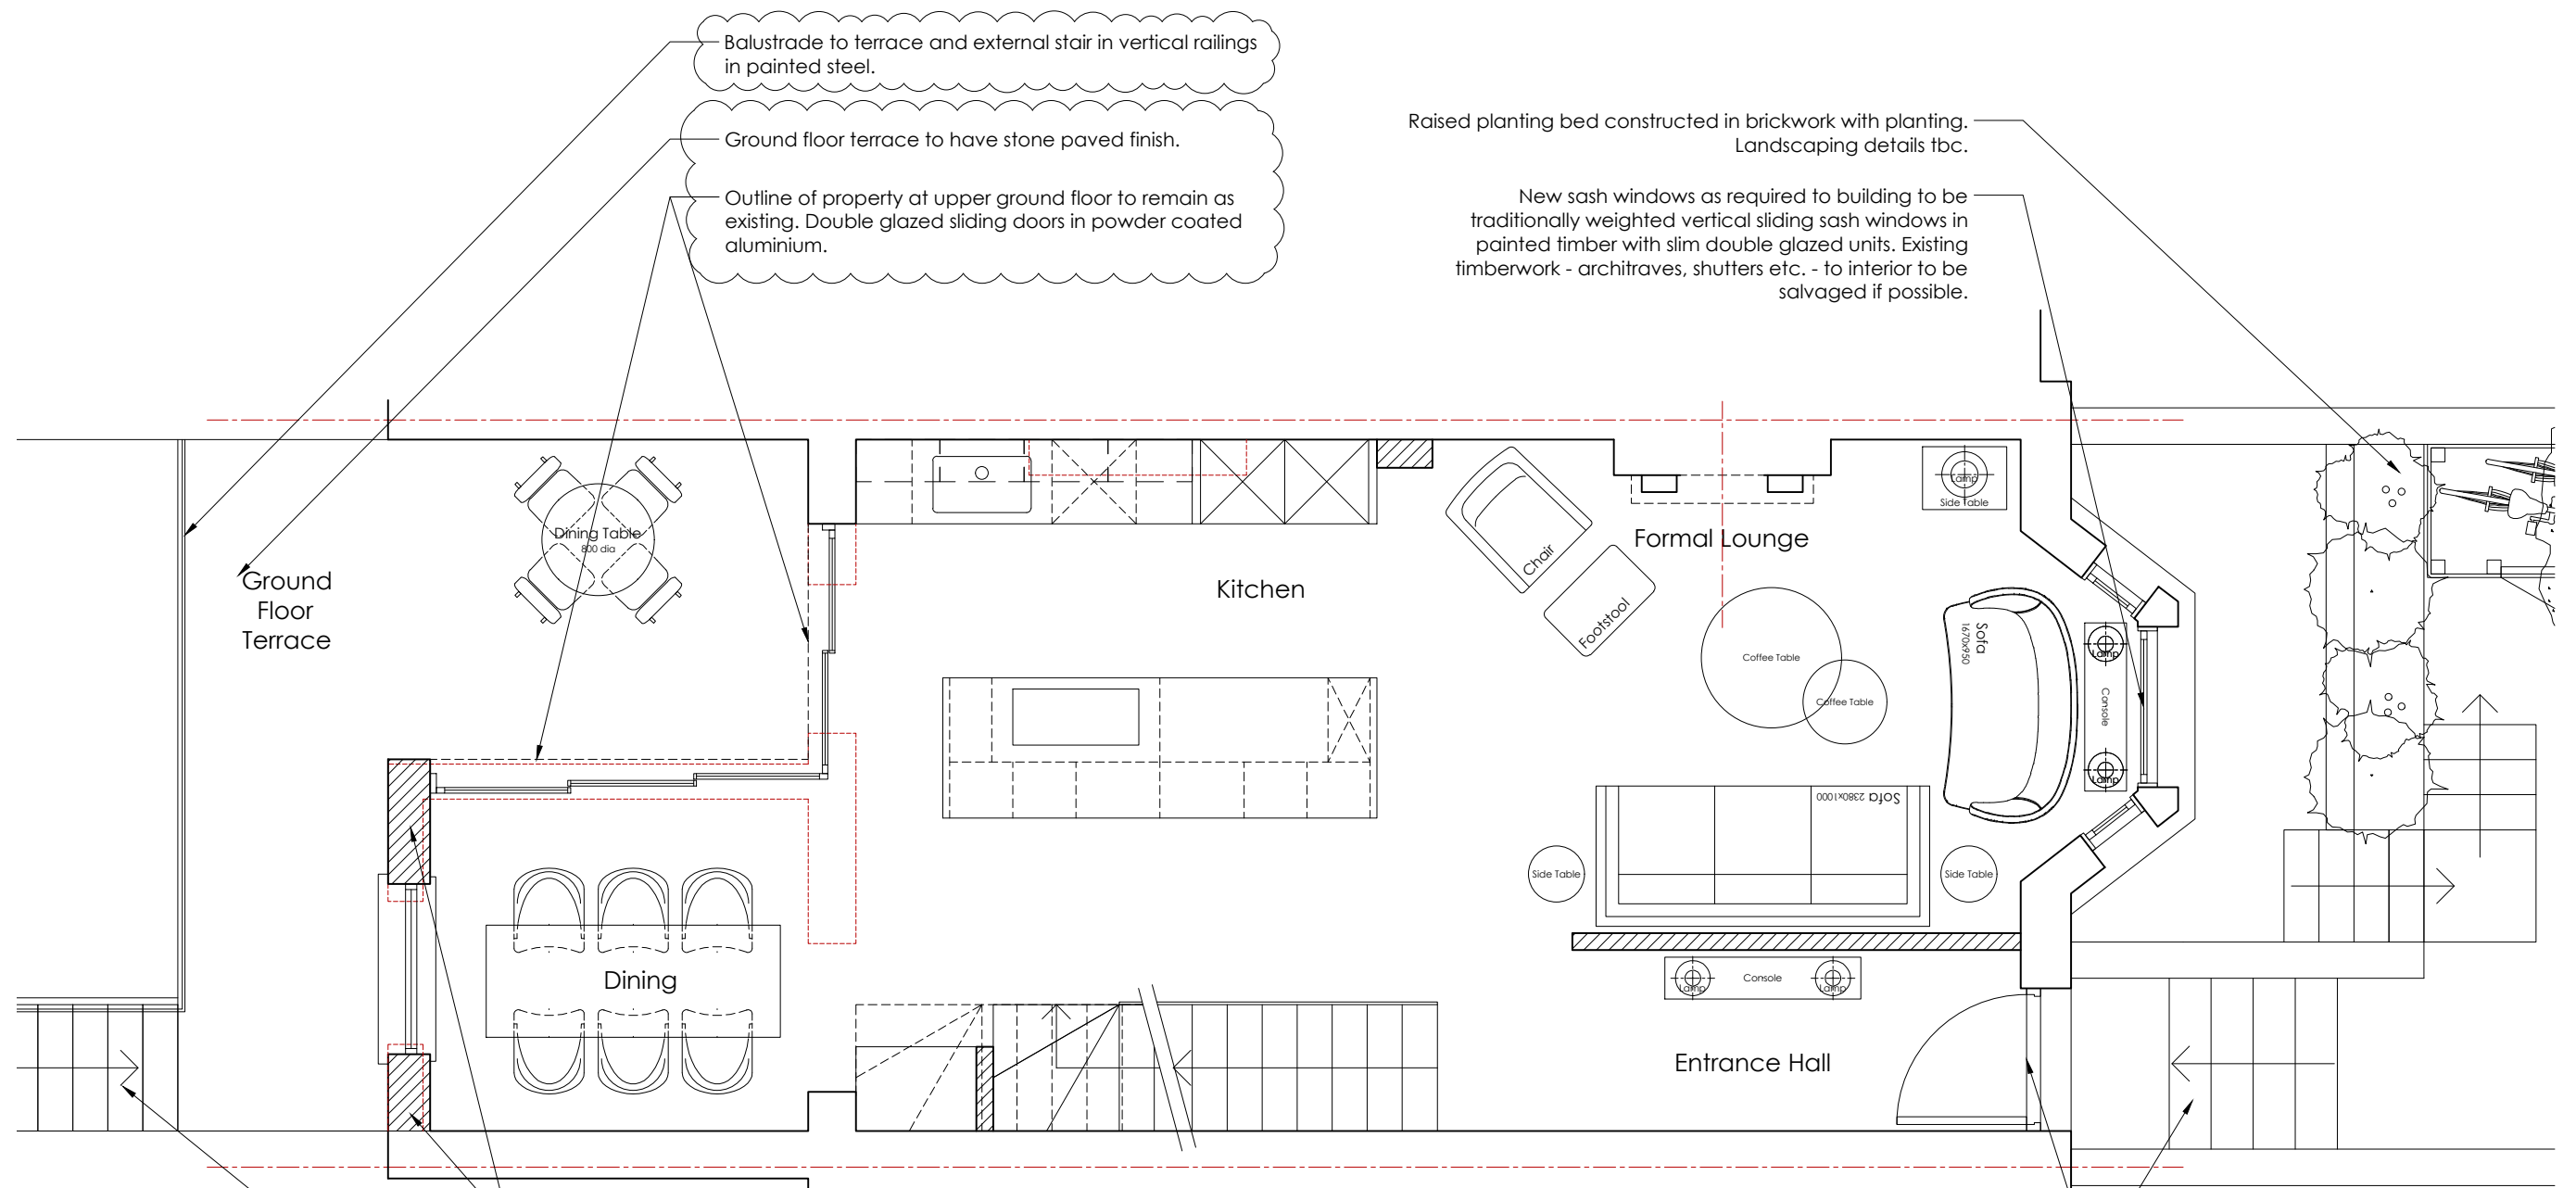 Balustrade to terrace and external stair in vertical railings
in painted steel.
Ground floor terrace to have stone paved finish.
Outline of property at upper ground floor to remain as
existing. Double glazed sliding doors in powder coated
aluminium.
Raised planting bed constructed in brickwork with planting.
Landscaping details tbc.
New sash windows as required to building to be
traditionally weighted vertical sliding sash windows in
painted timber with slim double glazed units. Existing
timberwork - architraves, shutters etc. - to interior to be
salvaged if possible.
Ground
Floor
Terrace
Dining Table
800 dia
Kitchen
Chair
Footstool
Formal Lounge
Lamp
Side Table
Coffee Table
Coffee Table
Sofa
1670x950
Lamp
Console
Lamp
Sofa 2380x1000
Side Table
Side Table
Dining
Lamp
Console
Lamp
Entrance Hall